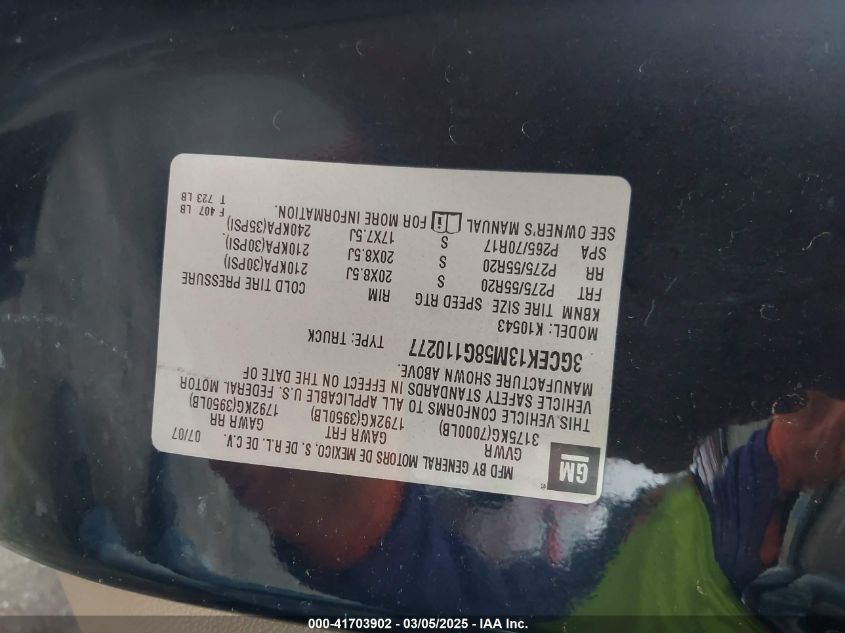 MFD BY GENERAL MOTORS DE MEXICO, S. DE R.L. DE C.V.
07/07
GM
GVWR GAWR FRT GAWR RR
3175KG(7000LB) 1792KG(3950LB) 1792KG(3950LB)
THIS VEHICLE CONFORMS TO ALL APPLICABLE U.S. FEDERAL MOTOR
VEHICLE SAFETY STANDARDS IN EFFECT ON THE DATE OF
MANUFACTURE SHOWN ABOVE.
3GCEK13M58G110277 TYPE: TRUCK
MODEL: K10543
KBNM TIRE SIZE SPEED RTG RIM COLD TIRE PRESSURE
FRT P275/55R20 S 20X8.5J 210KPA(30PSI)
RR P275/55R20 S 20X8.5J 210KPA(30PSI)
SPA P265/70R17 S 17X7.5J 240KPA(35PSI)
SEE OWNER'S MANUAL FOR MORE INFORMATION.
F 407 LB
T 723 LB
000-41703902 - 03/05/2025 - IAA Inc.